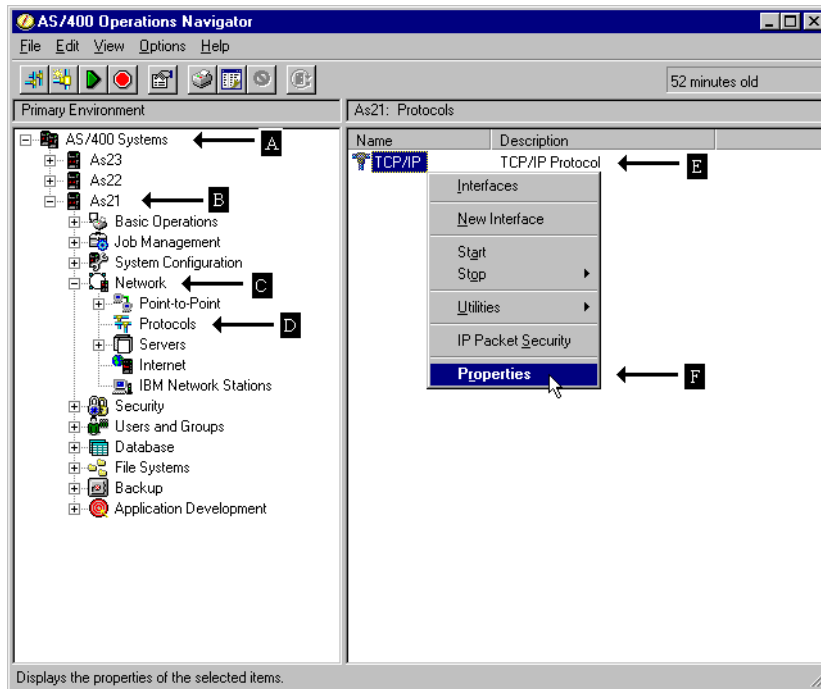 AS/400 Operations Navigator
File Edit View Options Help
52 minutes old
Primary Environment
As21: Protocols
AS/400 Systems A
As23
As22
As21 B
Basic Operations
Job Management
System Configuration
Network C
Point-to-Point
Protocols D
Servers
Internet
IBM Network Stations
Security
Users and Groups
Database
File Systems
Backup
Application Development
Name Description
TCP/IP TCP/IP Protocol E
Interfaces
New Interface
Start
Stop
Utilities
IP Packet Security
Properties F
Displays the properties of the selected items.